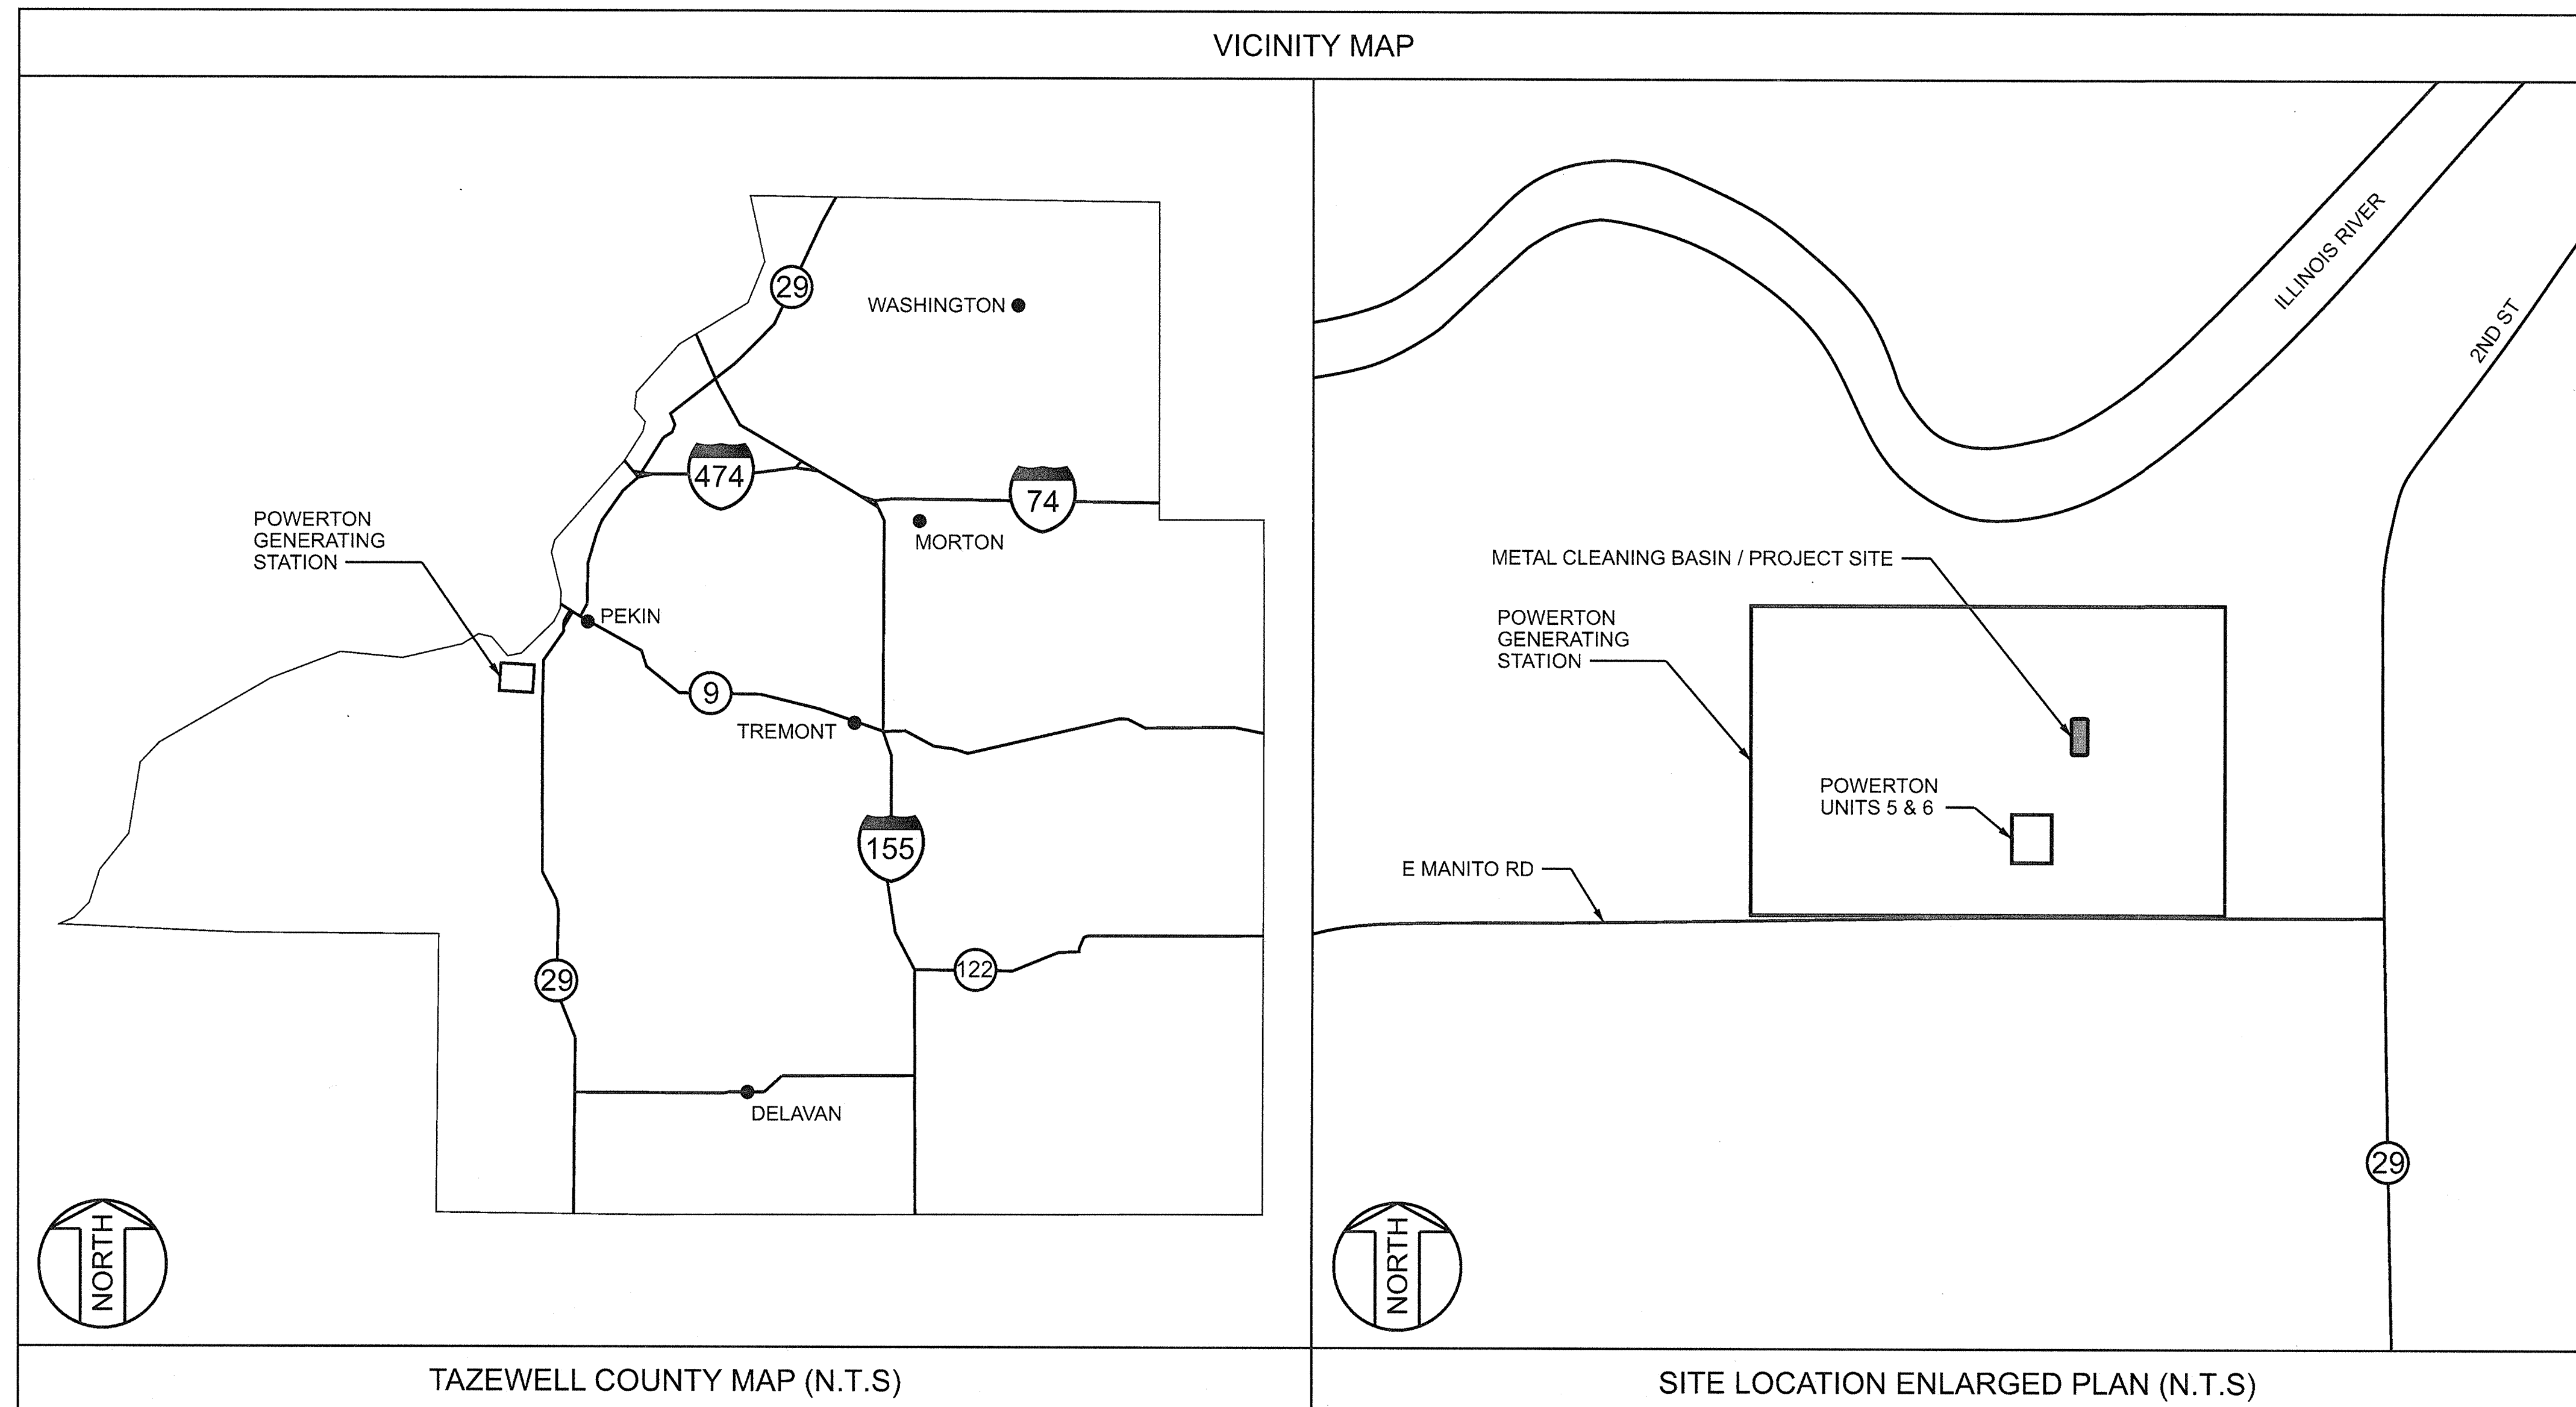 VICINITY MAP
29
WASHINGTON
474
74
MORTON
POWERTON
GENERATING
STATION
PEKIN
9
TREMONT
155
29
122
DELAVAN
NORTH
TAZEWELL COUNTY MAP (N.T.S)
ILLINOIS RIVER
2ND ST
METAL CLEANING BASIN / PROJECT SITE
POWERTON
GENERATING
STATION
POWERTON
UNITS 5 & 6
E MANITO RD
29
NORTH
SITE LOCATION ENLARGED PLAN (N.T.S)